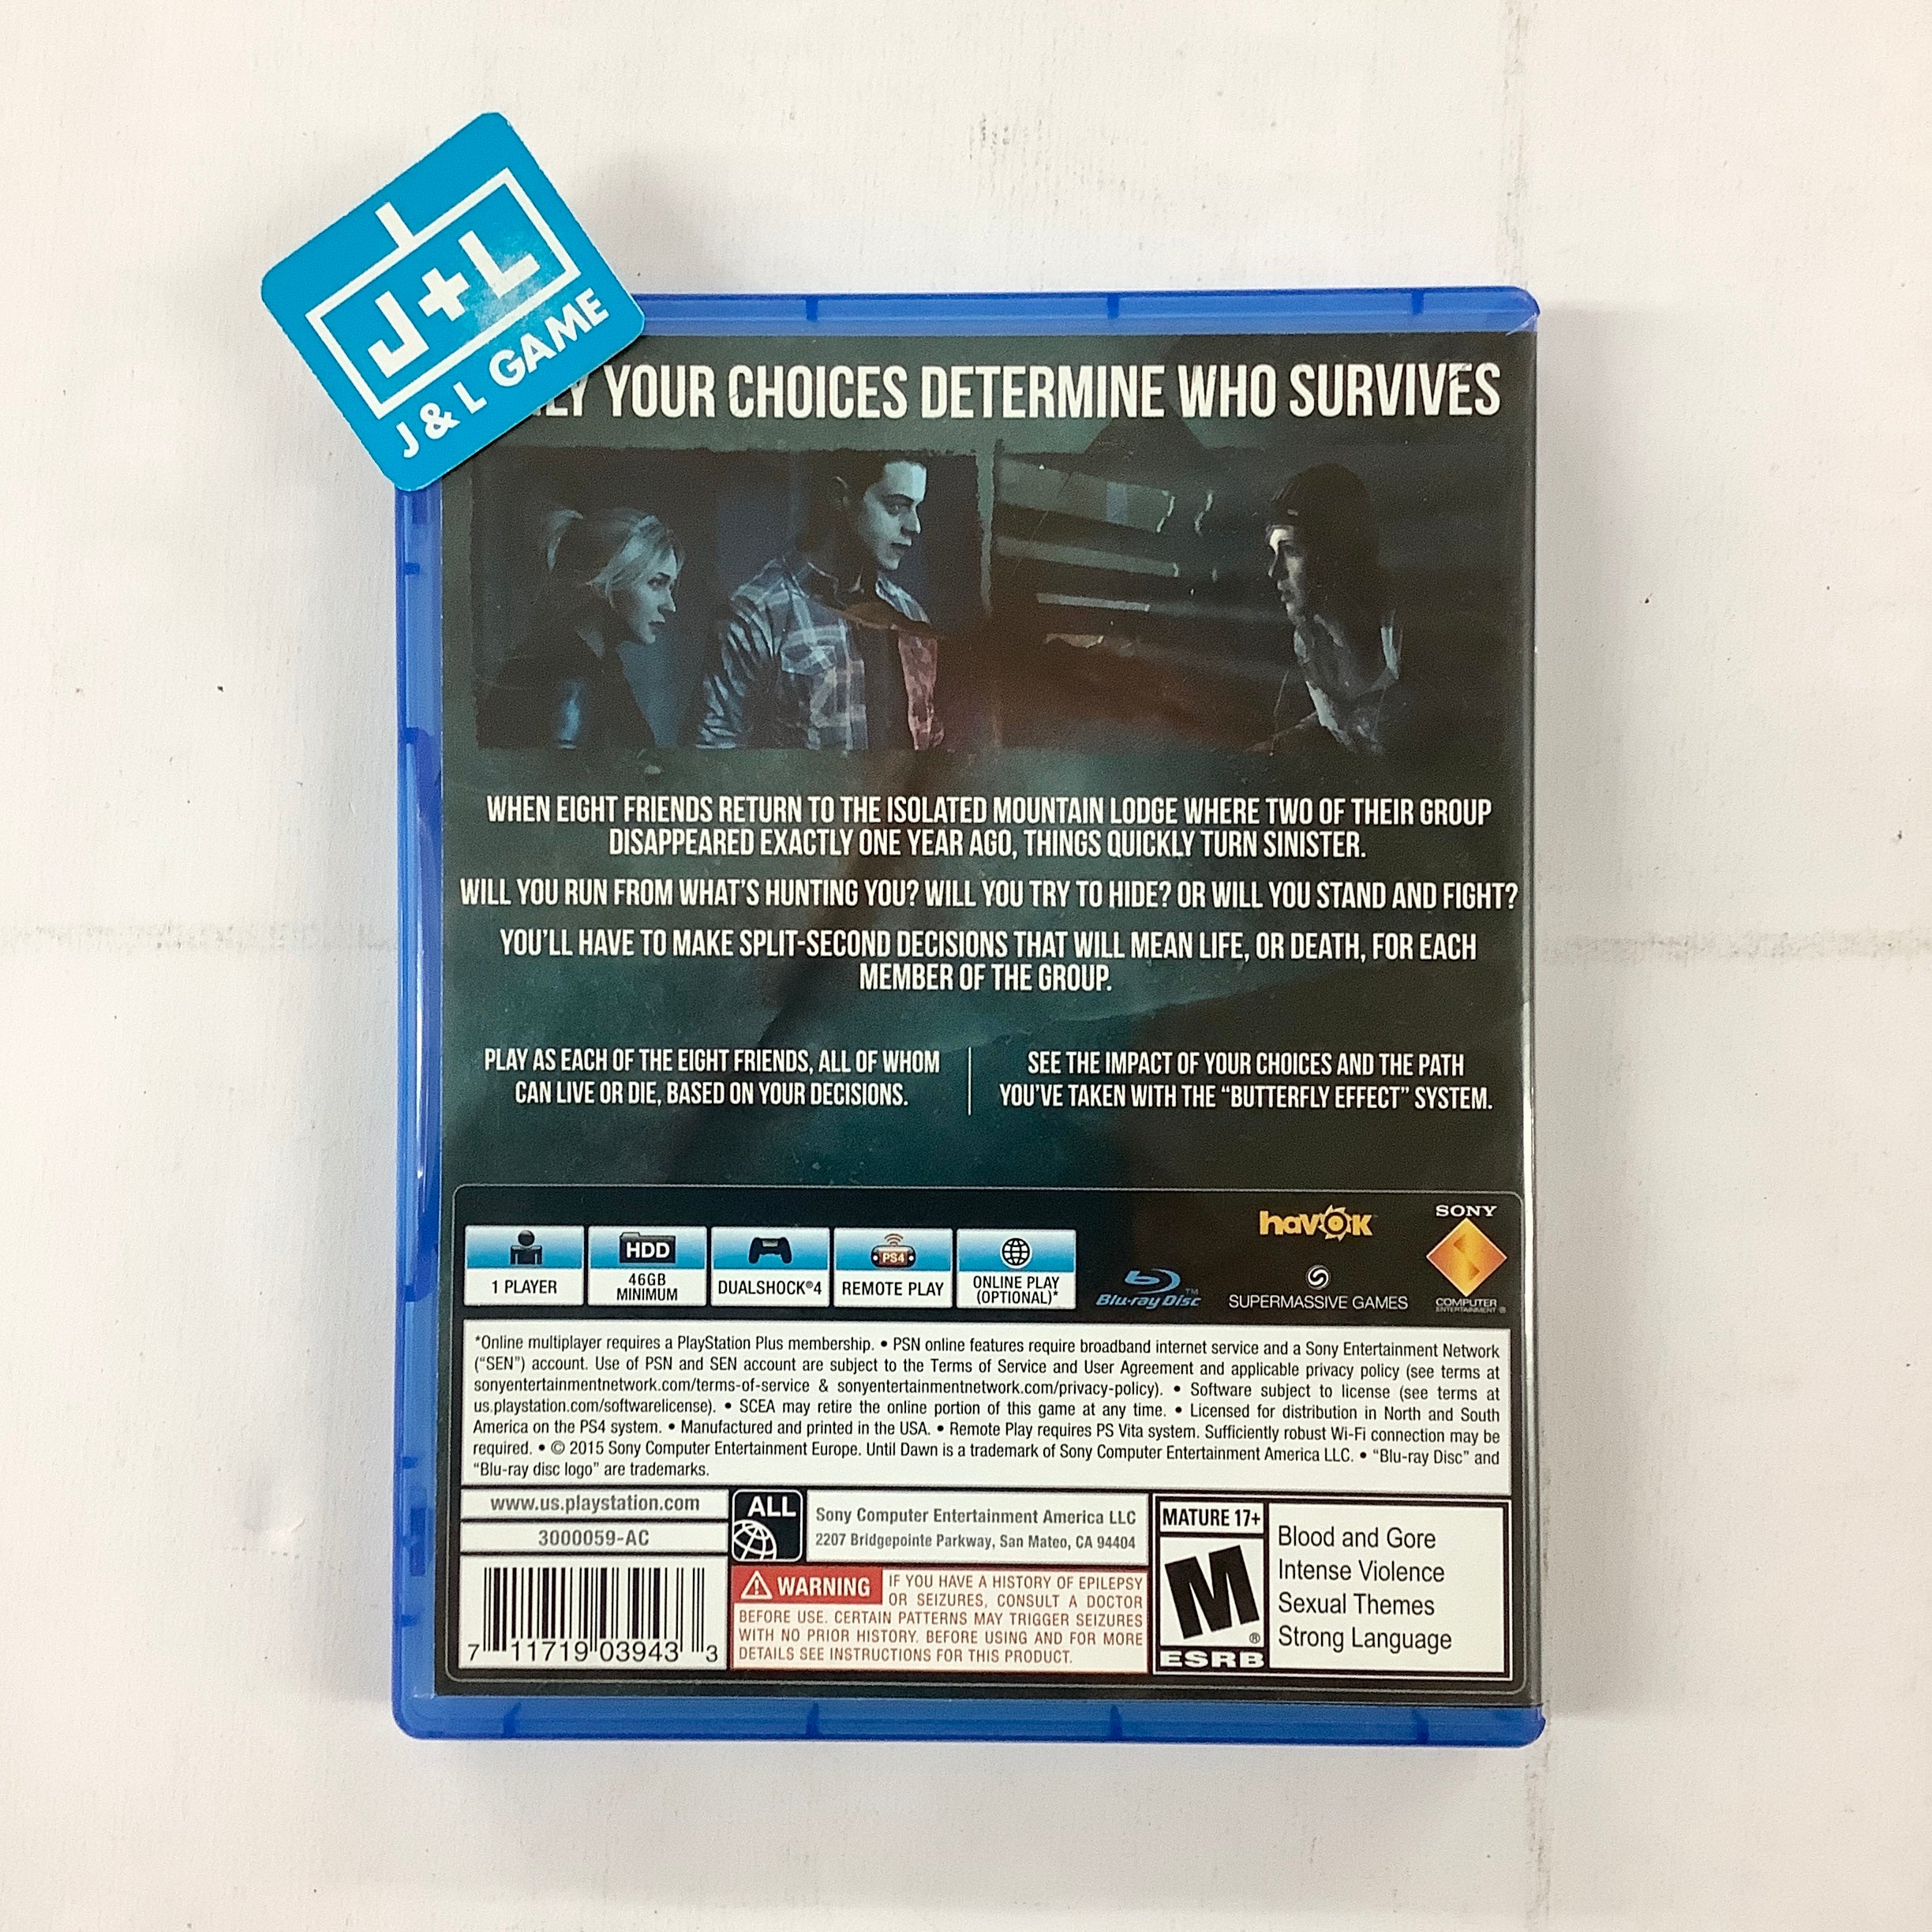 J+L
J & L GAME
YOUR CHOICES DETERMINE WHO SURVIVES
WHEN EIGHT FRIENDS RETURN TO THE ISOLATED MOUNTAIN LODGE WHERE TWO OF THEIR GROUP
DISAPPEARED EXACTLY ONE YEAR AGO, THINGS QUICKLY TURN SINISTER.
WILL YOU RUN FROM WHAT'S HUNTING YOU? WILL YOU TRY TO HIDE? OR WILL YOU STAND AND FIGHT?
YOU'LL HAVE TO MAKE SPLIT-SECOND DECISIONS THAT WILL MEAN LIFE, OR DEATH, FOR EACH
MEMBER OF THE GROUP.
PLAY AS EACH OF THE EIGHT FRIENDS, ALL OF WHOM
CAN LIVE OR DIE, BASED ON YOUR DECISIONS.
SEE THE IMPACT OF YOUR CHOICES AND THE PATH
YOU'VE TAKEN WITH THE “BUTTERFLY EFFECT” SYSTEM.
1 PLAYER
HDD
46GB
MINIMUM
DUALSHOCK®4
PS4
REMOTE PLAY
ONLINE PLAY
(OPTIONAL)*
Blu-ray Disc™
havok
SUPERMASSIVE GAMES
SONY
COMPUTER
ENTERTAINMENT®
*Online multiplayer requires a PlayStation Plus membership. • PSN online features require broadband internet service and a Sony Entertainment Network
(“SEN”) account. Use of PSN and SEN account are subject to the Terms of Service and User Agreement and applicable privacy policy (see terms at
sonyentertainmentnetwork.com/terms-of-service & sonyentertainmentnetwork.com/privacy-policy). • Software subject to license (see terms at
us.playstation.com/softwarelicense). • SCEA may retire the online portion of this game at any time. • Licensed for distribution in North and South
America on the PS4 system. • Manufactured and printed in the USA. • Remote Play requires PS Vita system. Sufficiently robust Wi-Fi connection may be
required. • © 2015 Sony Computer Entertainment Europe. Until Dawn is a trademark of Sony Computer Entertainment America LLC. • “Blu-ray Disc” and
“Blu-ray disc logo” are trademarks.
www.us.playstation.com
3000059-AC
7 11719 03943 3
ALL
Sony Computer Entertainment America LLC
2207 Bridgepointe Parkway, San Mateo, CA 94404
WARNING IF YOU HAVE A HISTORY OF EPILEPSY
OR SEIZURES, CONSULT A DOCTOR
BEFORE USE. CERTAIN PATTERNS MAY TRIGGER SEIZURES
WITH NO PRIOR HISTORY. BEFORE USING AND FOR MORE
DETAILS SEE INSTRUCTIONS FOR THIS PRODUCT.
MATURE 17+
M®
ESRB
Blood and Gore
Intense Violence
Sexual Themes
Strong Language